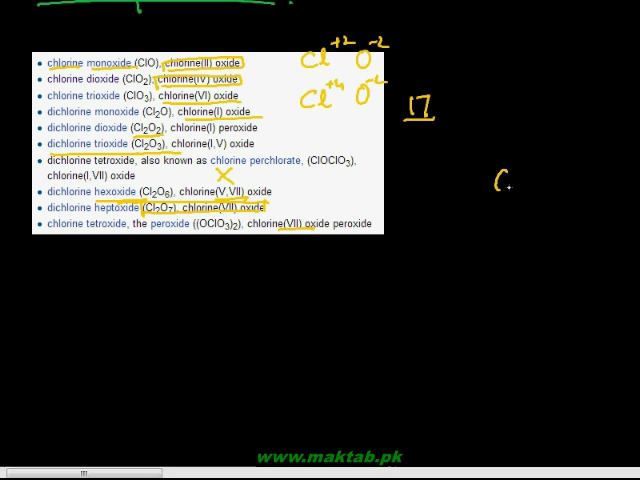 chlorine monoxide (ClO), chlorine(II) oxide
chlorine dioxide (ClO₂), chlorine(IV) oxide
chlorine trioxide (ClO₃), chlorine(VI) oxide
dichlorine monoxide (Cl₂O), chlorine(I) oxide
dichlorine dioxide (Cl₂O₂), chlorine(I) peroxide
dichlorine trioxide (Cl₂O₃), chlorine(I,V) oxide
dichlorine tetroxide, also known as chlorine perchlorate, (ClOClO₃),
chlorine(I,VII) oxide
dichlorine hexoxide (Cl₂O₆), chlorine(V,VII) oxide
dichlorine heptoxide (Cl₂O₇), chlorine(VII) oxide
chlorine tetroxide, the peroxide ((OClO₃)₂), chlorine(VII) oxide peroxide
Cl⁺² O⁻²
Cl⁺⁴ O⁻²
17
www.maktab.pk